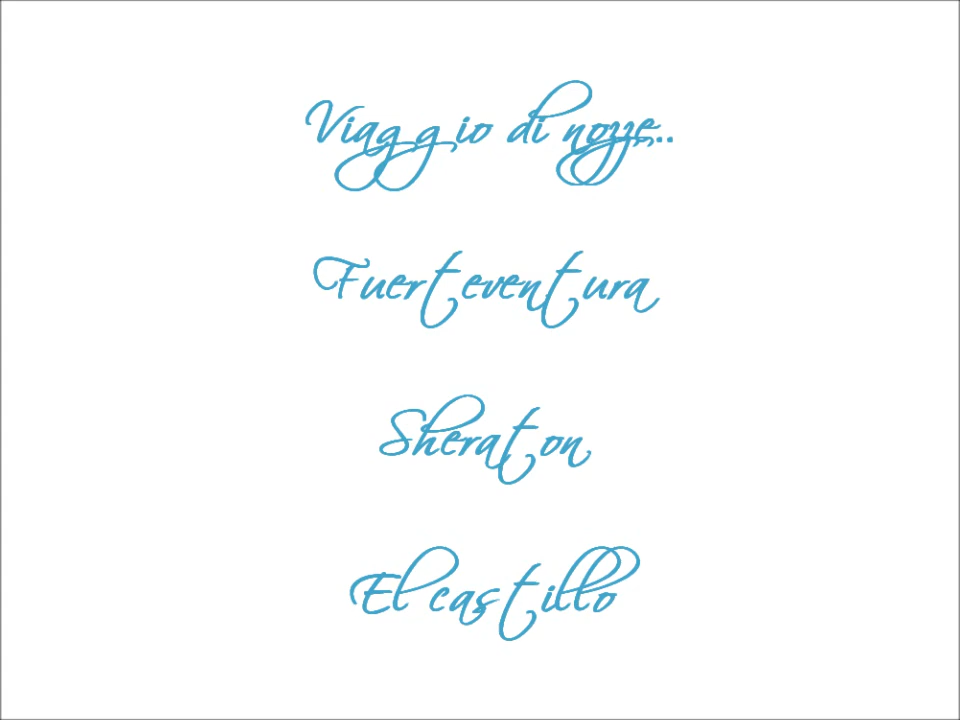 Viaggio di nozze..
Fuerteventura
Sheraton
El castillo